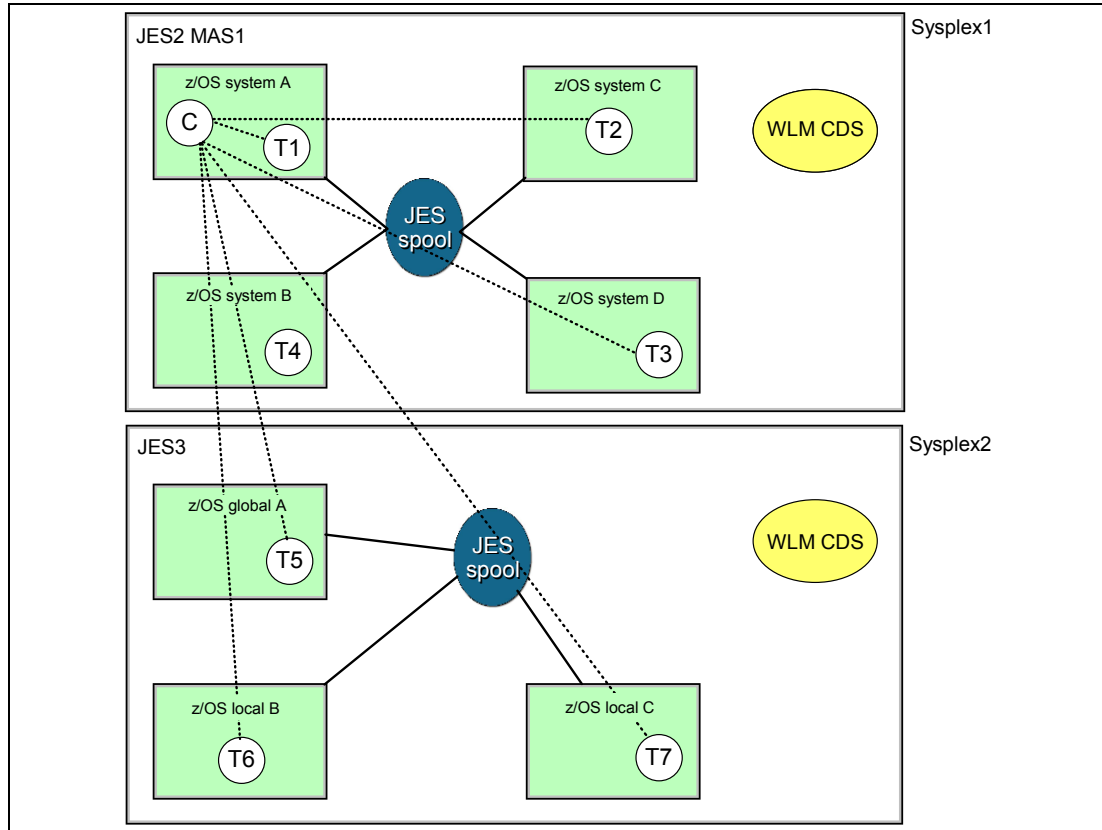 Sysplex1
JES2 MAS1
z/OS system A
C
T1
z/OS system C
T2
WLM CDS
JES
spool
z/OS system B
T4
z/OS system D
T3
Sysplex2
JES3
z/OS global A
T5
JES
spool
WLM CDS
z/OS local B
T6
z/OS local C
T7